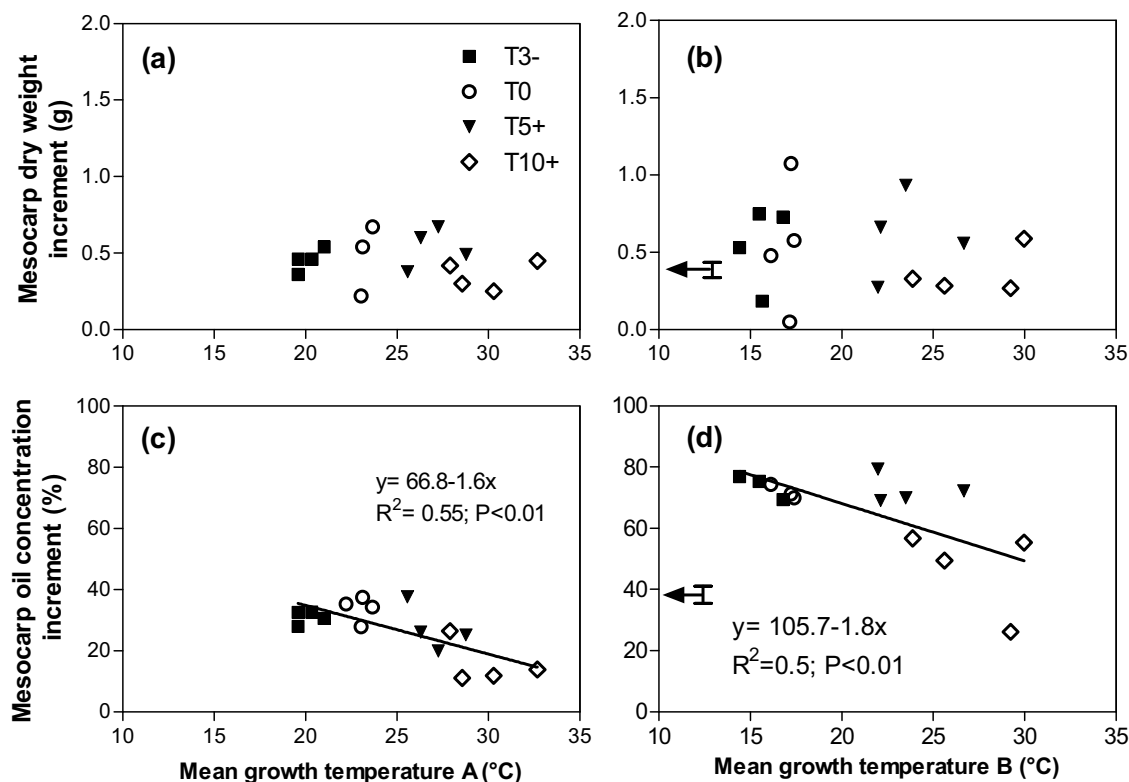 Mesocarp dry weight
increment (g)
2.0
1.5
1.0
0.5
0.0
(a)
T3-
T0
T5+
T10+
10 15 20 25 30 35
2.0
1.5
1.0
0.5
0.0
(b)
10 15 20 25 30 35
Mesocarp oil concentration
increment (%)
100
80
60
40
20
0
(c)
y= 66.8-1.6x
R²= 0.55; P<0.01
10 15 20 25 30 35
Mean growth temperature A (°C)
100
80
60
40
20
0
(d)
y= 105.7-1.8x
R²=0.5; P<0.01
10 15 20 25 30 35
Mean growth temperature B (°C)